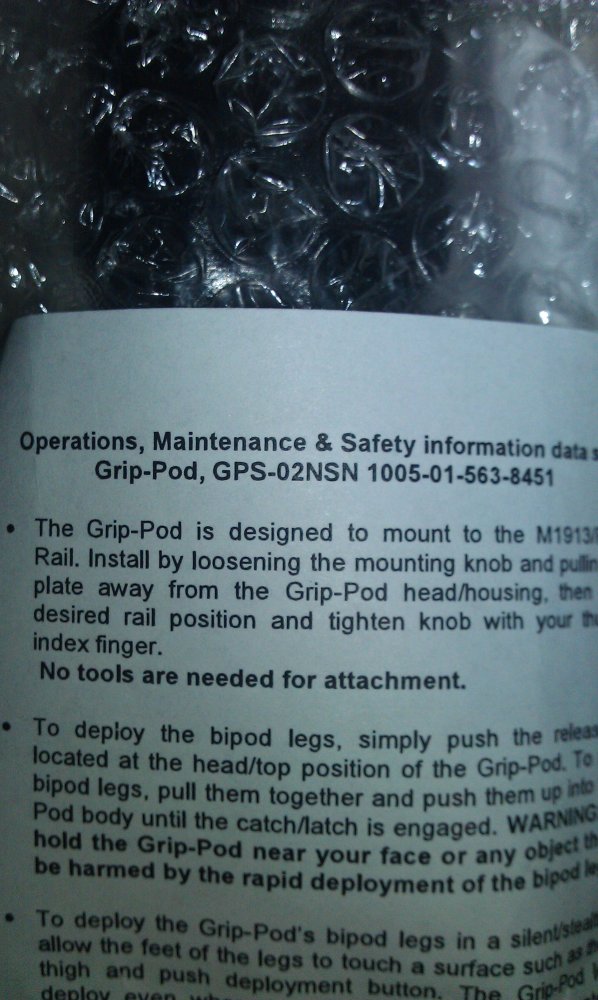 Operations, Maintenance & Safety information data
Grip-Pod, GPS-02NSN 1005-01-563-8451
• The Grip-Pod is designed to mount to the M1913/
Rail. Install by loosening the mounting knob and
plate away from the Grip-Pod head/housing, then
desired rail position and tighten knob with your
index finger.
No tools are needed for attachment.
• To deploy the bipod legs, simply push the
located at the head/top position of the Grip-Pod. To
bipod legs, pull them together and push them up into
Pod body until the catch/latch is engaged. WARNING
hold the Grip-Pod near your face or any object
be harmed by the rapid deployment of the bipod
• To deploy the Grip-Pod's bipod legs in a
allow the feet of the legs to touch a surface such as
thigh and push deployment button. The Grip-Pod
deploy even